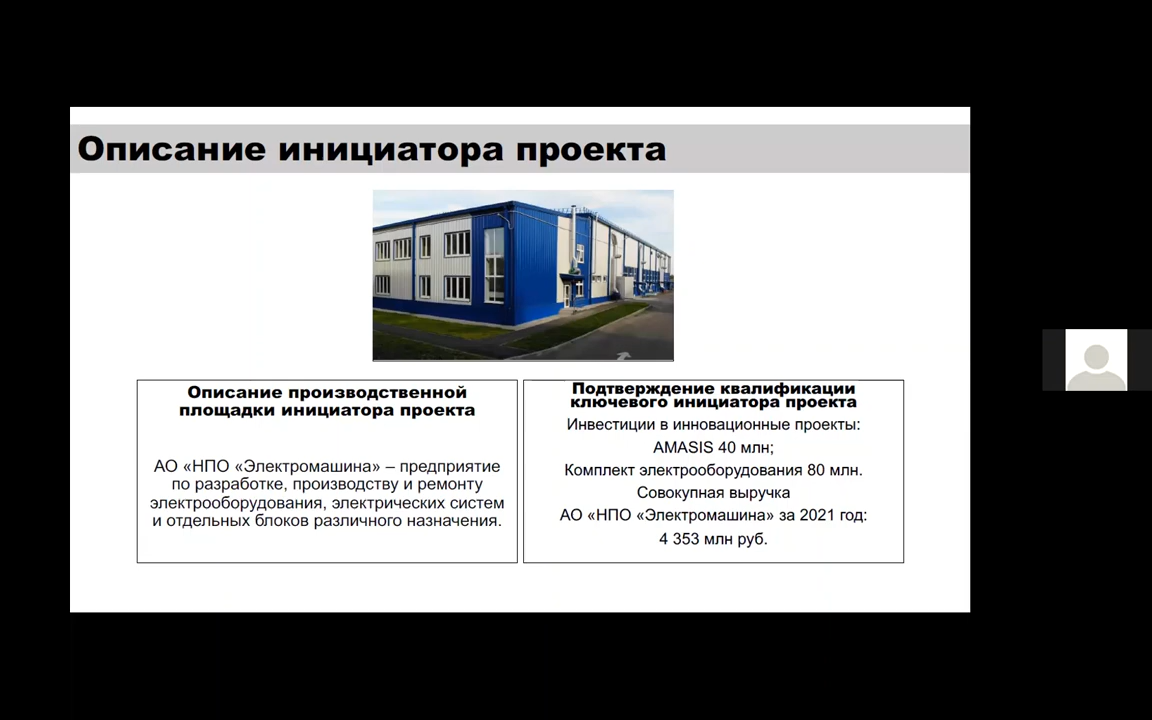 Описание инициатора проекта
Описание производственной
площадки инициатора проекта
АО «НПО «Электромашина» – предприятие
по разработке, производству и ремонту
электрооборудования, электрических систем
и отдельных блоков различного назначения.
Подтверждение квалификации
ключевого инициатора проекта
Инвестиции в инновационные проекты:
AMASIS 40 млн;
Комплект электрооборудования 80 млн.
Совокупная выручка
АО «НПО «Электромашина» за 2021 год:
4 353 млн руб.